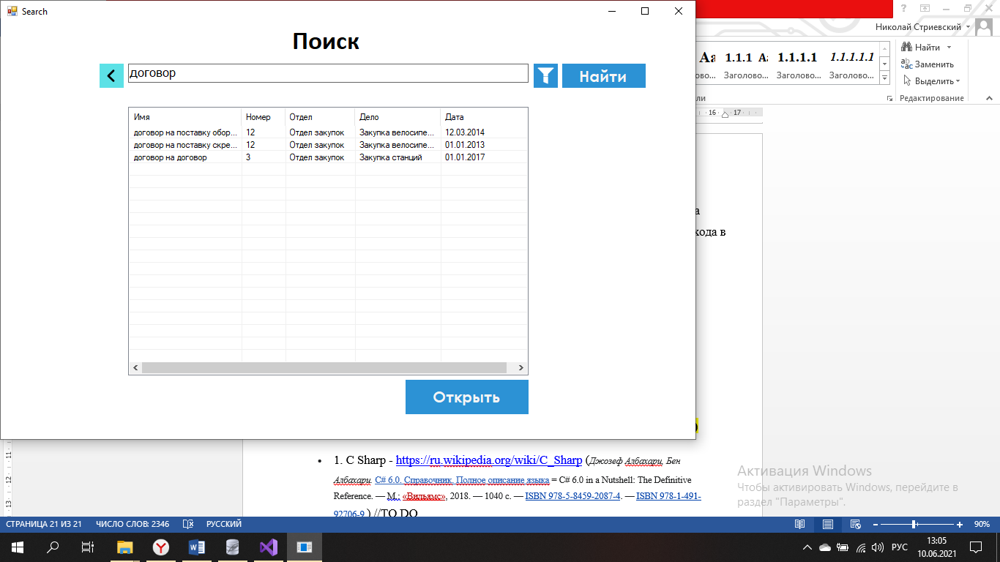 Search
Поиск
договор
Найти
Имя Номер Отдел Дело Дата
договор на поставку обор... 12 Отдел закупок Закупка велосипе... 12.03.2014
договор на поставку скре... 12 Отдел закупок Закупка велосипе... 01.01.2013
договор на договор 3 Отдел закупок Закупка станций 01.01.2017
Открыть
Николай Стриевский
1.1.1 1.1.1.1 1.1.1.1.1
Заголово... Заголово... Заголово...
Найти
Заменить
Выделить
Редактирование
16 17
а
хода в
1. C Sharp - https://ru.wikipedia.org/wiki/C_Sharp (Джозеф Албахари, Бен
Албахари. C# 6.0. Справочник. Полное описание языка = C# 6.0 in a Nutshell: The Definitive
Reference. — М.: «Вильямс», 2018. — 1040 с. — ISBN 978-5-8459-2087-4. — ISBN 978-1-491-
92706-9.) //TO DO
11
12
13
Активация Windows
Чтобы активировать Windows, перейдите в
раздел "Параметры".
СТРАНИЦА 21 ИЗ 21 ЧИСЛО СЛОВ: 2346 РУССКИЙ 90%
РУС
13:05
10.06.2021